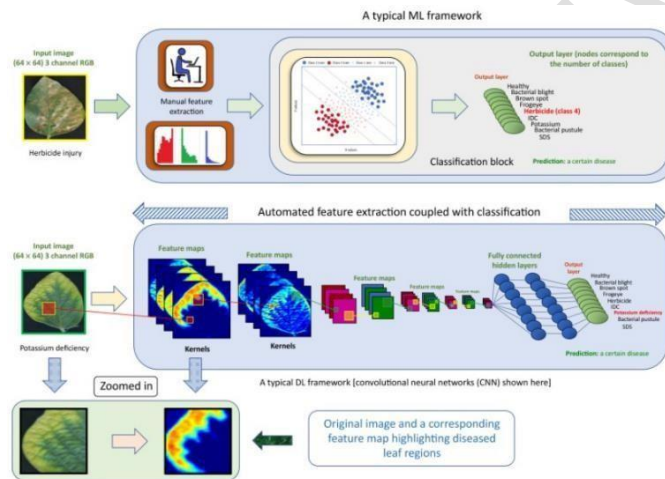 A typical ML framework
Input image
(64 × 64) 3 channel RGB
Herbicide injury
Manual feature
extraction
Output layer (nodes correspond to
the number of classes)
Output layer
Healthy
Bacterial blight
Brown spot
Frogeye
Herbicide (class 4)
IDC
Potassium
Bacterial pustule
SDS
Classification block
Prediction: a certain disease
Automated feature extraction coupled with classification
Input image
(64 × 64) 3 channel RGB
Potassium deficiency
Feature maps
Kernels
Feature maps
Kernels
Feature maps
Feature maps
Feature maps
Fully connected
hidden layers
Output
layer
Healthy
Bacterial blight
Brown spot
Frogeye
Herbicide
IDC
Potassium deficiency
Bacterial pustule
SDS
Prediction: a certain disease
A typical DL framework [convolutional neural networks (CNN) shown here]
Zoomed in
Original image and a corresponding
feature map highlighting diseased
leaf regions